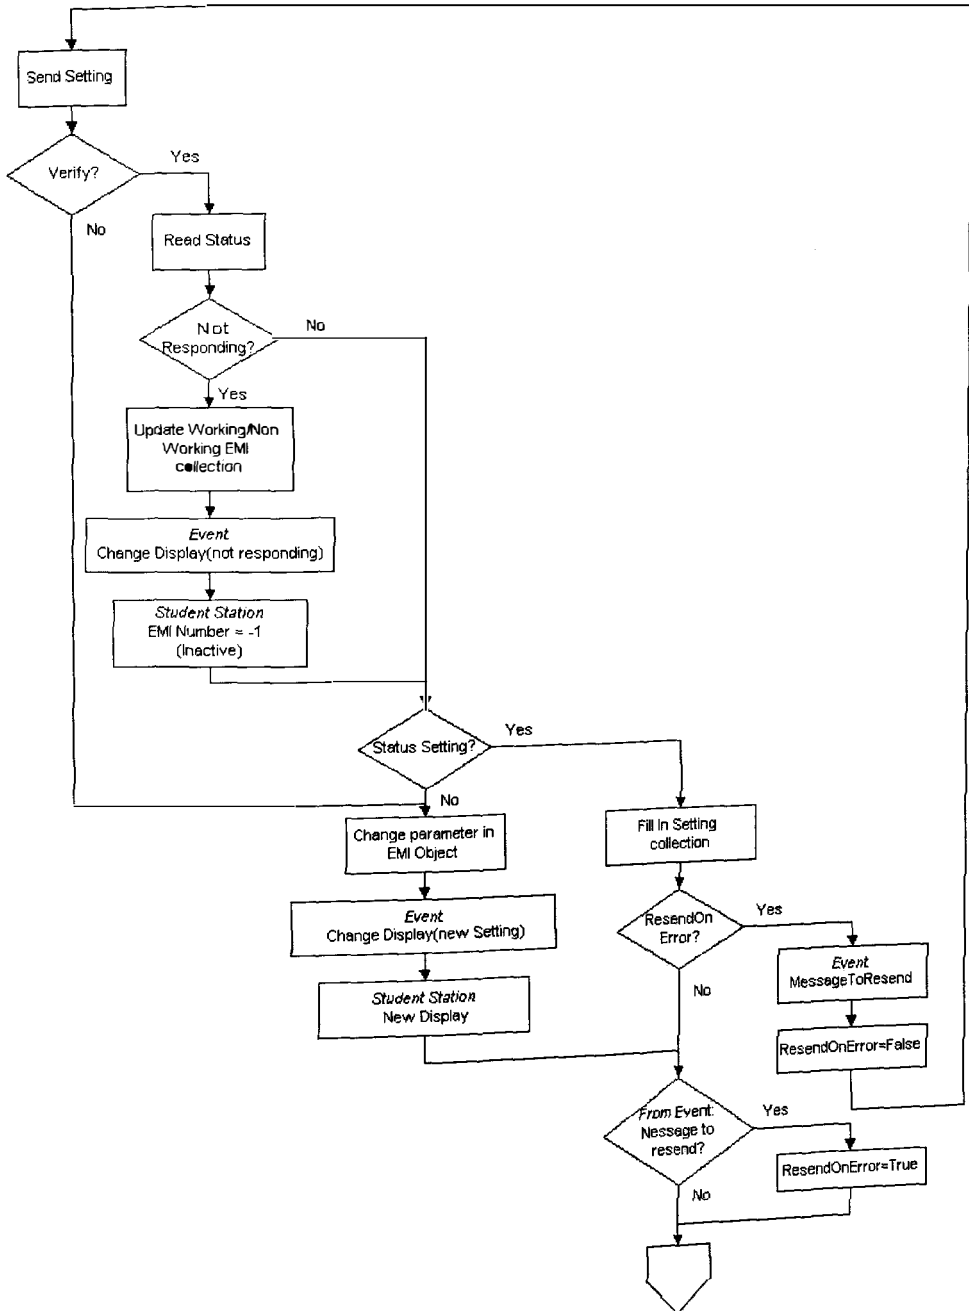 Send Setting
Verify?
Yes
No
Read Status
Not
Responding?
No
Yes
Update Working/Non
Working EMI
collection
Event
Change Display(not responding)
Student Station
EMI Number = -1
(Inactive)
Status Setting?
Yes
No
Change parameter in
EMI Object
Fill In Setting
collection
Event
Change Display(new Setting)
ResendOn
Error?
Yes
No
Event
MessageToResend
Student Station
New Display
ResendOnError=False
From Event:
Nessage to
resend?
Yes
No
ResendOnError=True